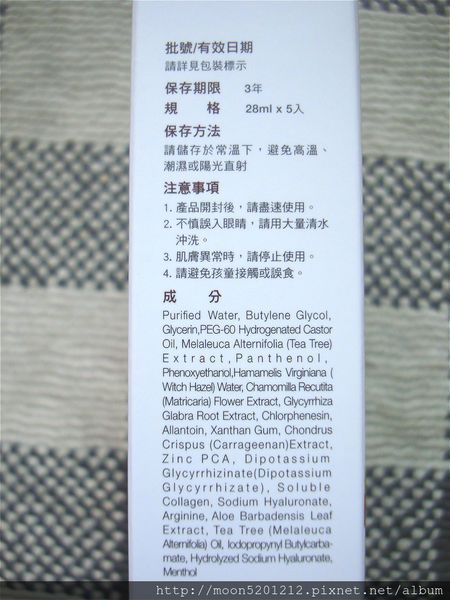 批號/有效日期
請詳見包裝標示
保存期限 3年
規 格 28ml x 5入
保存方法
請儲存於常溫下，避免高溫、
潮濕或陽光直射
注意事項
1. 產品開封後，請盡速使用。
2. 不慎誤入眼睛，請用大量清水
沖洗。
3. 肌膚異常時，請停止使用。
4. 請避免孩童接觸或誤食。
成 分
Purified Water, Butylene Glycol,
Glycerin,PEG-60 Hydrogenated Castor
Oil, Melaleuca Alternifolia (Tea Tree)
Extract,Panthenol,
Phenoxyethanol,Hamamelis Virginiana (
Witch Hazel) Water, Chamomilla Recutita
(Matricaria) Flower Extract, Glycyrrhiza
Glabra Root Extract, Chlorphenesin,
Allantoin, Xanthan Gum, Chondrus
Crispus (Carrageenan)Extract,
Zinc PCA, Dipotassium
Glycyrrhizinate(Dipotassium
Glycyrrhizate), Soluble
Collagen, Sodium Hyaluronate,
Arginine, Aloe Barbadensis Leaf
Extract, Tea Tree (Melaleuca
Alternifolia) Oil, Iodopropynyl Butylcarba-
mate, Hydrolyzed Sodium Hyaluronate,
Menthol
http://moon5201212.pixnet.net/album